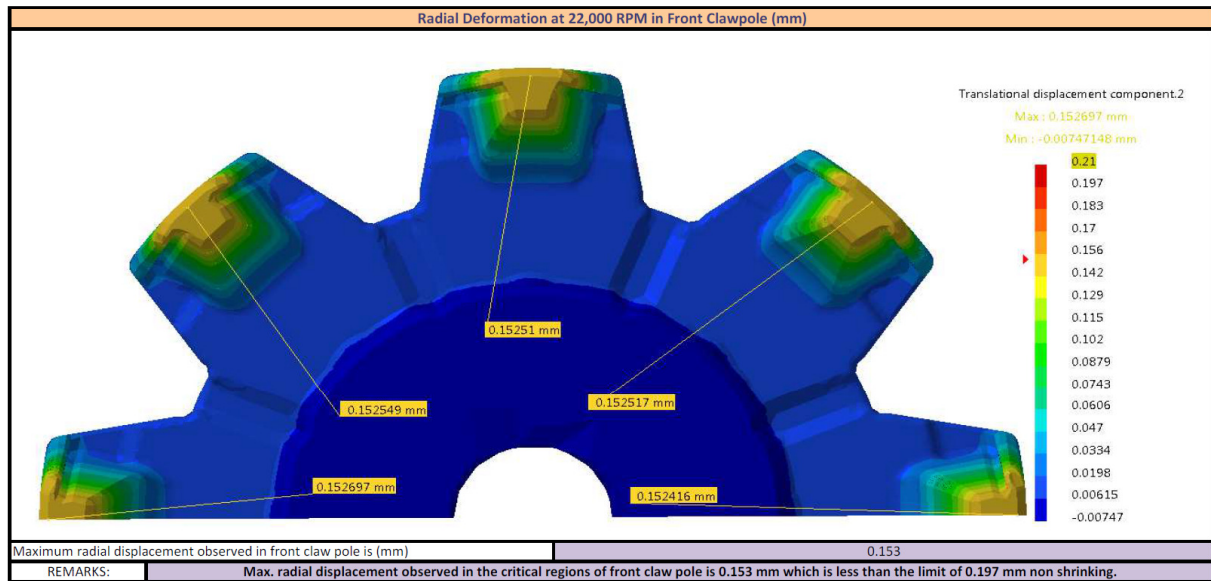 Radial Deformation at 22,000 RPM in Front Clawpole (mm)
Translational displacement component.2
Max : 0.152697 mm
Min : -0.00747148 mm
0.21
0.197
0.183
0.17
0.156
0.142
0.129
0.115
0.102
0.0879
0.0743
0.0606
0.047
0.0334
0.0198
0.00615
-0.00747
0.15251 mm
0.152549 mm
0.152517 mm
0.152697 mm
0.152416 mm
Maximum radial displacement observed in front claw pole is (mm) 0.153
REMARKS: Max. radial displacement observed in the critical regions of front claw pole is 0.153 mm which is less than the limit of 0.197 mm non shrinking.